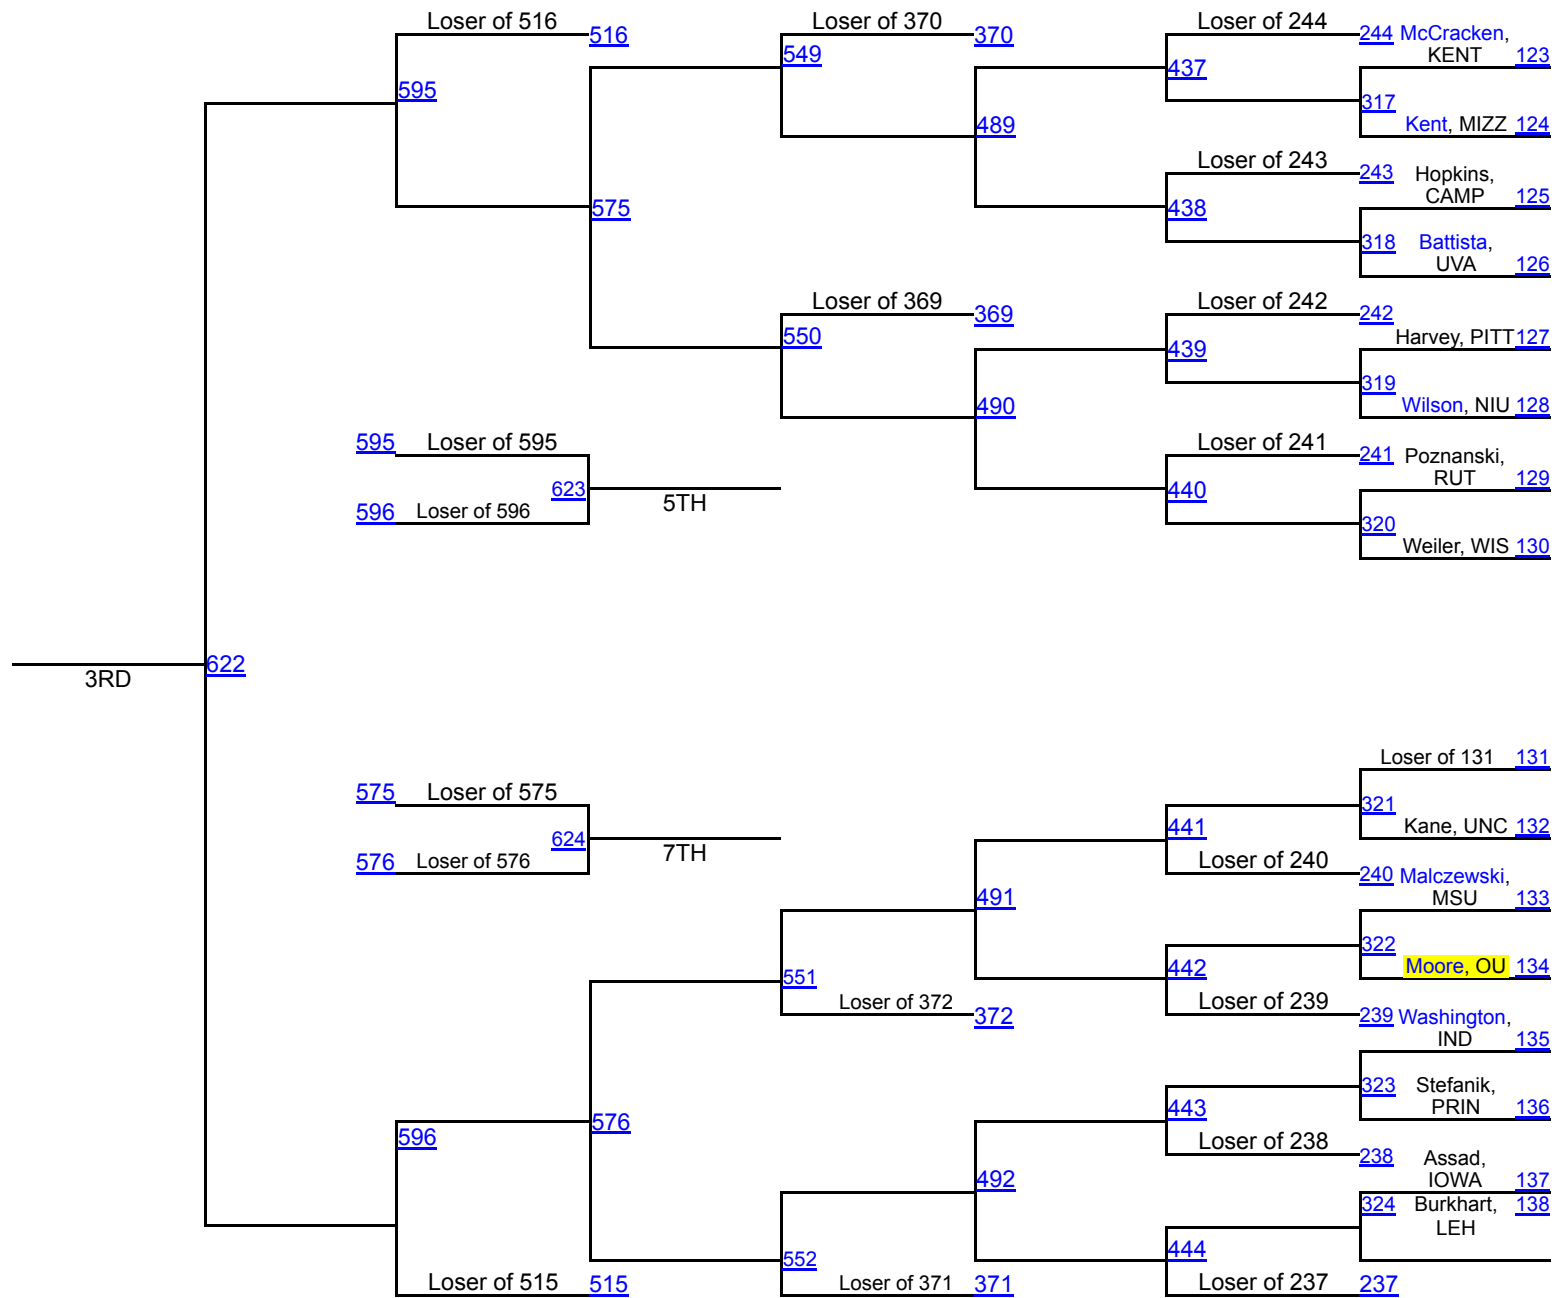 Loser of 516 516 Loser of 370 370 Loser of 244 244 McCracken,
549 KENT 123
595 437
317
489 Kent, MIZZ 124
Loser of 243 243 Hopkins,
CAMP 125
575 438
318 Battista,
UVA 126
Loser of 369 369 Loser of 242 242
550 439 Harvey, PITT 127
319
490 Wilson, NIU 128
595 Loser of 595 Loser of 241 241 Poznanski,
RUT 129
623 5TH 440
596 Loser of 596 320
Weiler, WIS 130
622
3RD
Loser of 131 131
575 Loser of 575 321
624 7TH 441 Kane, UNC 132
576 Loser of 576 Loser of 240 240 Malczewski,
491 MSU 133
322
551 442 Moore, OU 134
Loser of 372 372 Loser of 239 239 Washington,
IND 135
323 Stefanik,
576 443 PRIN 136
596 Loser of 238 238 Assad,
492 IOWA 137
324 Burkhart, 138
LEH
552 444
Loser of 515 515 Loser of 371 371 Loser of 237 237